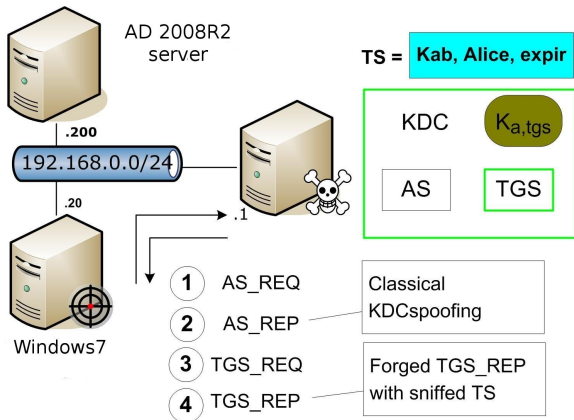 AD 2008R2
server
TS = Kab, Alice, expir
.200
192.168.0.0/24
.20
.1
KDC
Ka,tgs
AS
TGS
Windows7
1 AS_REQ
2 AS_REP
3 TGS_REQ
4 TGS_REP
Classical
KDCspoofing
Forged TGS_REP
with sniffed TS